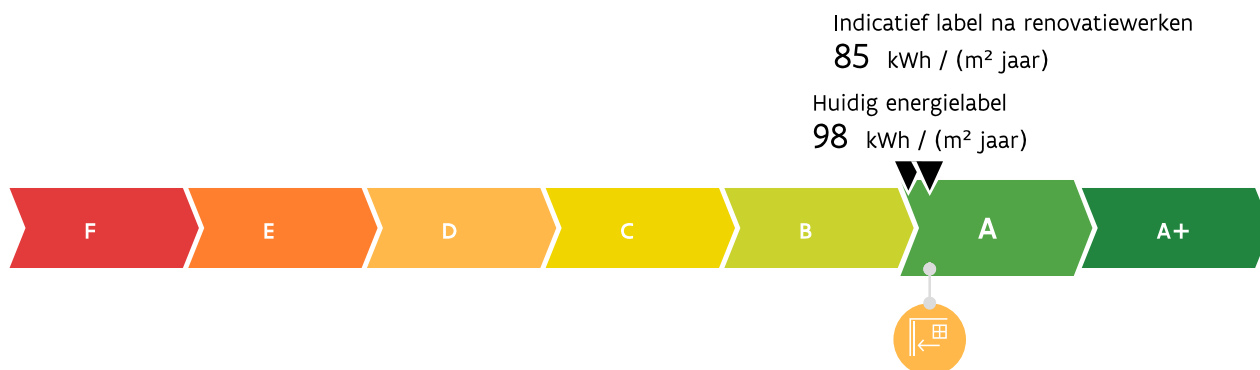 Indicatief label na renovatiewerken
85 kWh / (m² jaar)
Huidig energielabel
98 kWh / (m² jaar)
F E D C B A A+